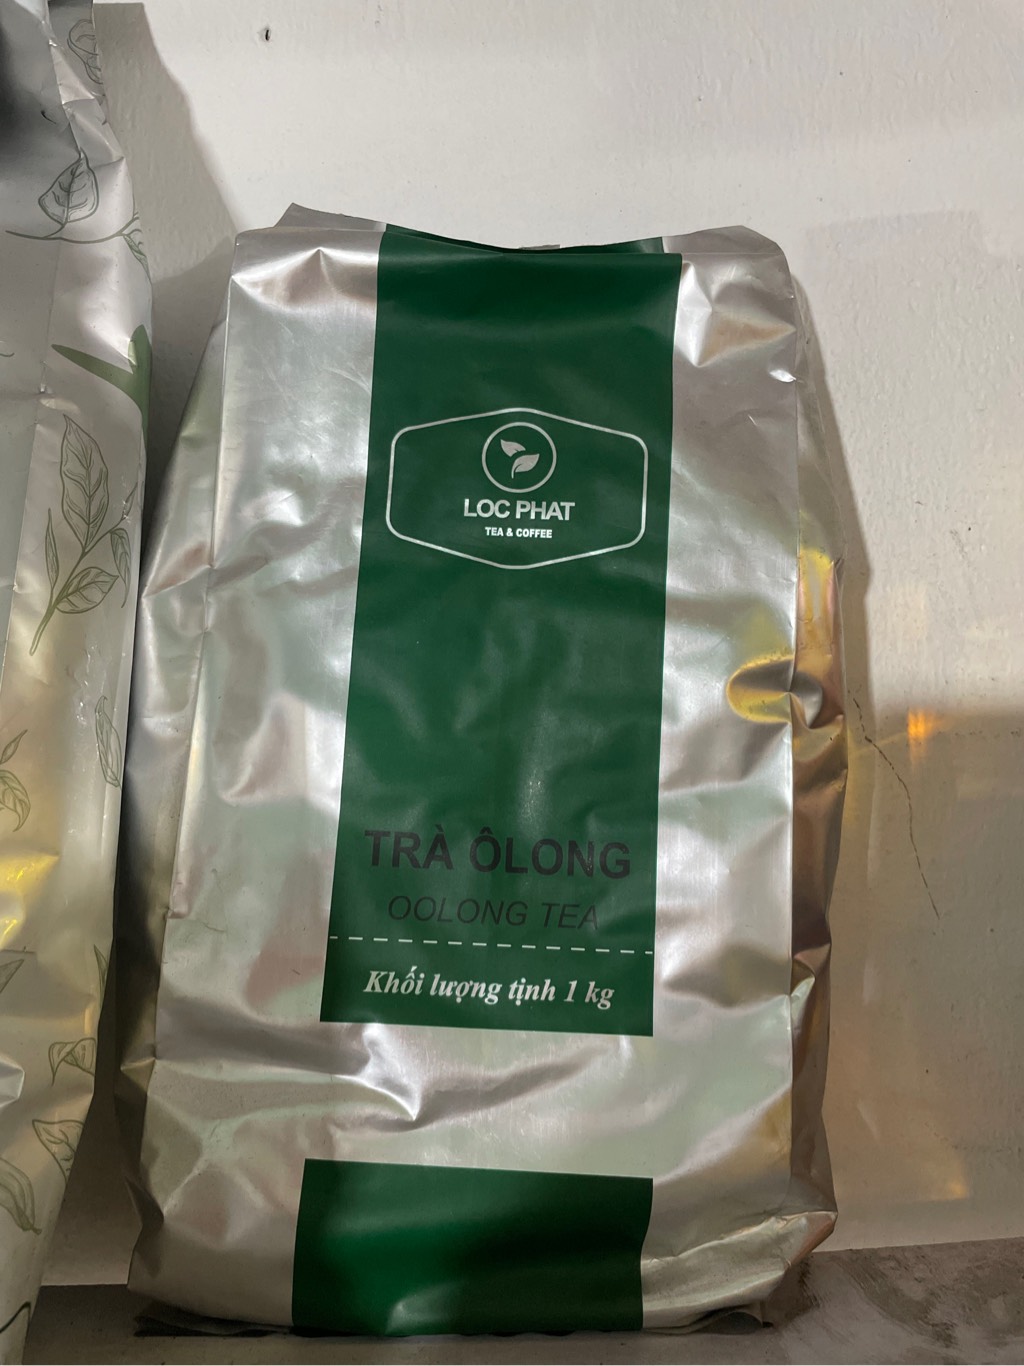 LOC PHAT
TEA & COFFEE
TRÀ ÔLONG
OOLONG TEA
Khối lượng tịnh 1 kg